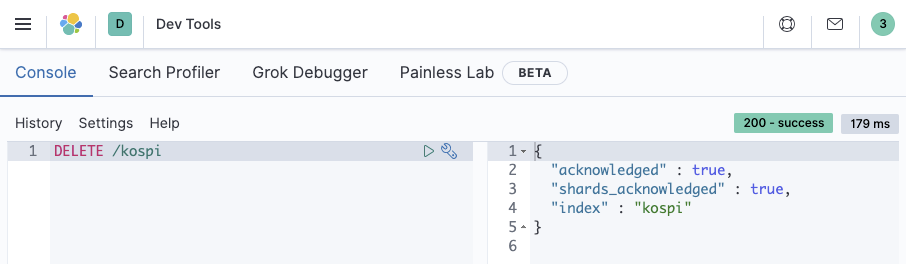 D Dev Tools 3
Console Search Profiler Grok Debugger Painless Lab BETA
History Settings Help 200 - success 179 ms
1 DELETE /kospi
1 {
2 "acknowledged" : true,
3 "shards_acknowledged" : true,
4 "index" : "kospi"
5 }
6